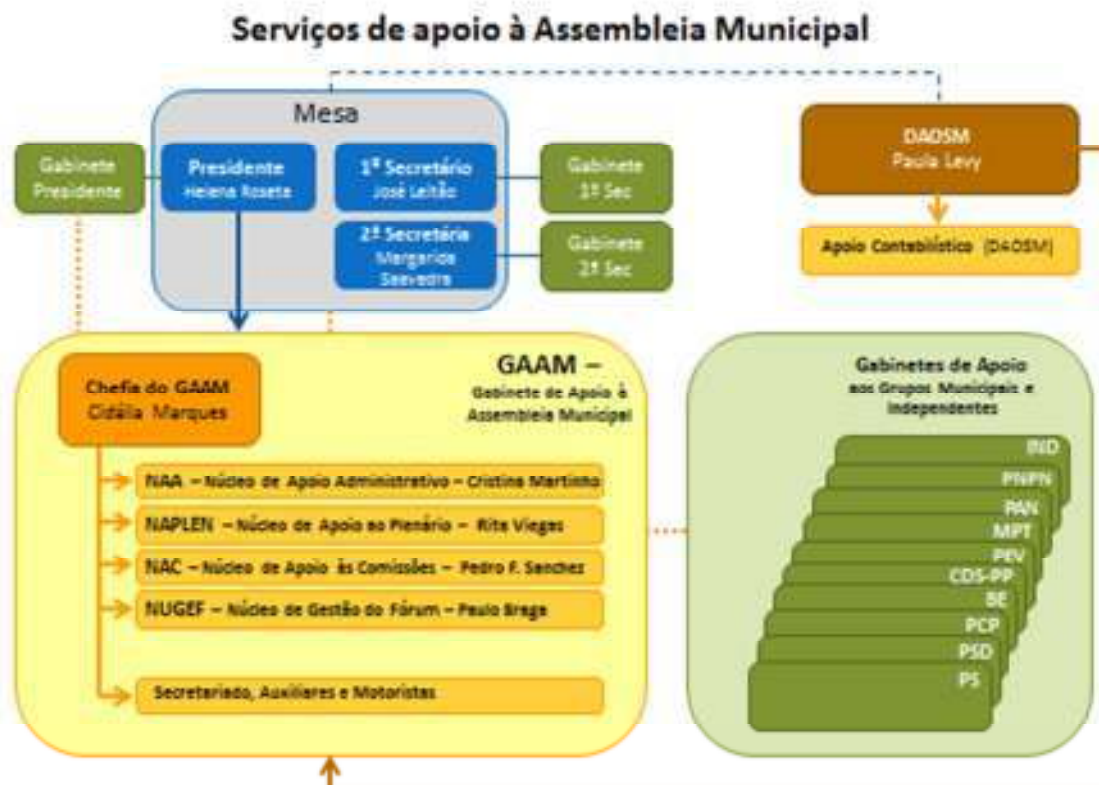 Serviços de apoio à Assembleia Municipal
Mesa
Gabinete
Presidente
Presidente
Helena Roseta
1º Secretário
José Leitão
Gabinete
1º Sec
2ª Secretária
Margarida
Saavedra
Gabinete
2ª Sec
DAOSM
Paula Levy
Apoio Contabilístico (DAOSM)
Chefia do GAAM
Cidália Marques
GAAM –
Gabinete de Apoio à
Assembleia Municipal
NAA – Núcleo de Apoio Administrativo – Cristina Martinho
NAPLEN – Núcleo de Apoio ao Plenário – Rita Viegas
NAC – Núcleo de Apoio às Comissões – Pedro F. Sanchez
NUGEF – Núcleo de Gestão do Fórum – Paulo Braga
Secretariado, Auxiliares e Motoristas
Gabinetes de Apoio
aos Grupos Municipais e
Independentes
IND
PNPN
PAN
MPT
PEV
CDS-PP
BE
PCP
PSD
PS